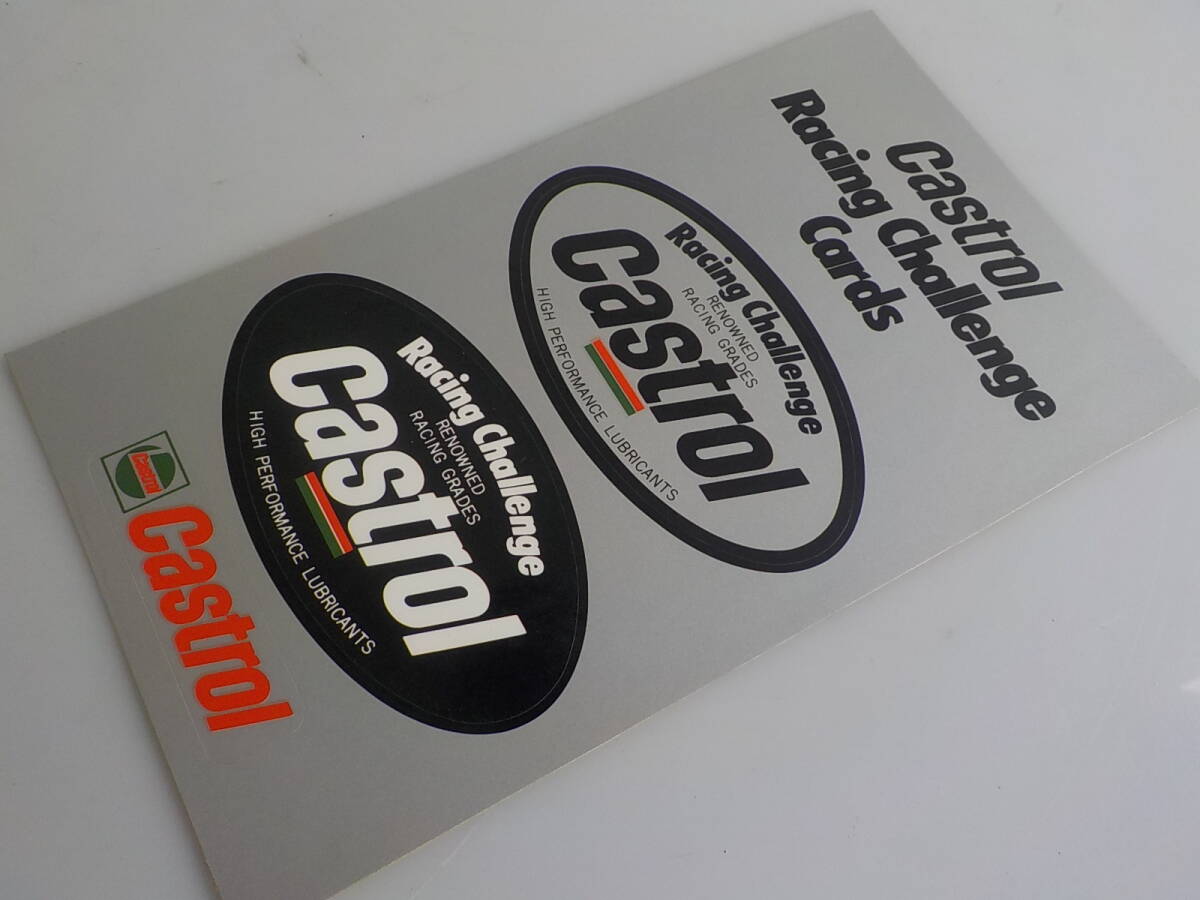 Castrol
Racing Challenge
Cards
Racing Challenge
RENOWNED
RACING GRADES
Castrol
HIGH PERFORMANCE LUBRICANTS
Racing Challenge
RENOWNED
RACING GRADES
Castrol
HIGH PERFORMANCE LUBRICANTS
Castrol
Castrol